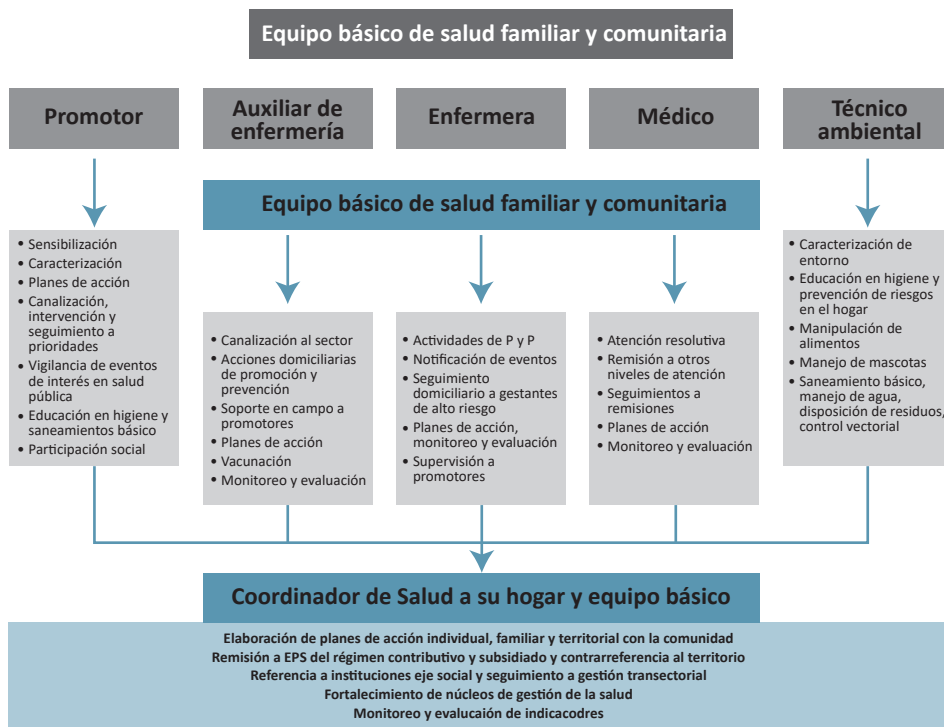 Equipo básico de salud familiar y comunitaria
Promotor
Auxiliar de
enfermería
Enfermera
Médico
Técnico
ambiental
Equipo básico de salud familiar y comunitaria
• Sensibilización
• Caracterización
• Planes de acción
• Canalización,
intervención y
seguimiento a
prioridades
• Vigilancia de eventos
de interés en salud
pública
• Educación en higiene y
saneamientos básico
• Participación social
• Canalización al sector
• Acciones domiciliarias
de promoción y
prevención
• Soporte en campo a
promotores
• Planes de acción
• Vacunación
• Monitoreo y evaluación
• Actividades de P y P
• Notificación de eventos
• Seguimiento
domiciliario a gestantes
de alto riesgo
• Planes de acción,
monitoreo y evaluación
• Supervisión a
promotores
• Atención resolutiva
• Remisión a otros
niveles de atención
• Seguimientos a
remisiones
• Planes de acción
• Monitoreo y evaluación
• Caracterización de
entorno
• Educación en higiene y
prevención de riesgos
en el hogar
• Manipulación de
alimentos
• Manejo de mascotas
• Saneamiento básico,
manejo de agua,
disposición de residuos,
control vectorial
Coordinador de Salud a su hogar y equipo básico
Elaboración de planes de acción individual, familiar y territorial con la comunidad
Remisión a EPS del régimen contributivo y subsidiado y contrarreferencia al territorio
Referencia a instituciones eje social y seguimiento a gestión transectorial
Fortalecimiento de núcleos de gestión de la salud
Monitoreo y evalucaión de indicacodres